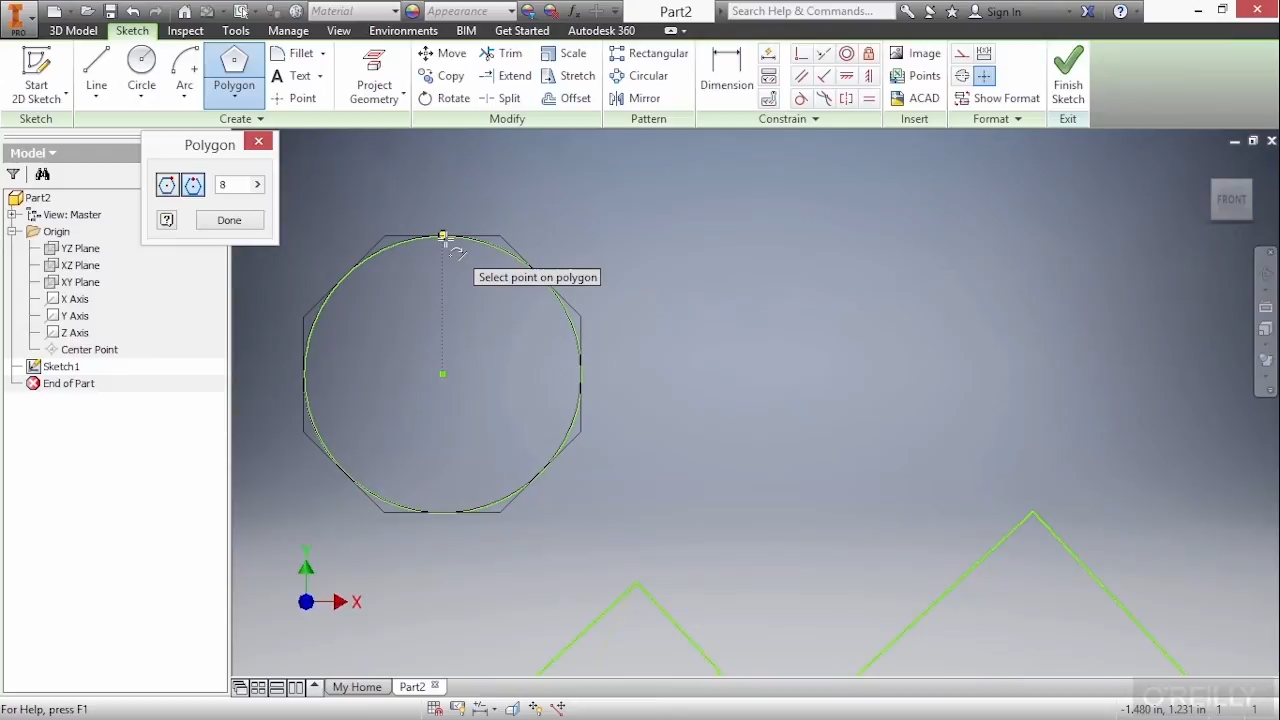 Material
Appearance
Part2
Search Help & Commands...
Sign In
PRO
3D Model
Sketch
Inspect
Tools
Manage
View
Environments
BIM
Get Started
Autodesk 360
Start
2D Sketch
Line
Circle
Arc
Polygon
Fillet
Text
Point
Project
Geometry
Move
Copy
Rotate
Trim
Extend
Split
Scale
Stretch
Offset
Rectangular
Circular
Mirror
Dimension
Image
Points
ACAD
Show Format
Finish
Sketch
Sketch
Create
Modify
Pattern
Constrain
Insert
Format
Exit
Model
Part2
View: Master
Origin
YZ Plane
XZ Plane
XY Plane
X Axis
Y Axis
Z Axis
Center Point
Sketch1
End of Part
Polygon
8
Done
Select point on polygon
FRONT
Y
X
My Home
Part2
O'REILLY
For Help, press F1
-1.480 in, 1.231 in
1
1